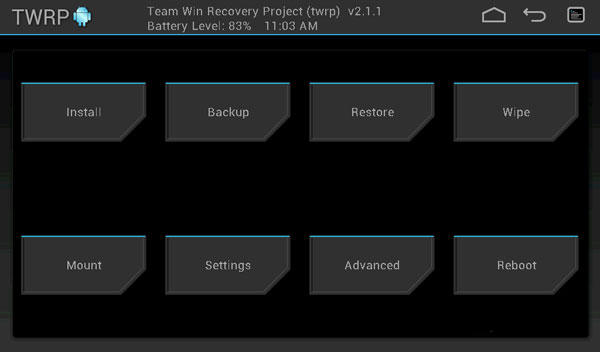 TWRP
Team Win Recovery Project (twrp)  v2.1.1
Battery Level: 83%   11:03 AM
Install Backup Restore Wipe
Mount Settings Advanced Reboot